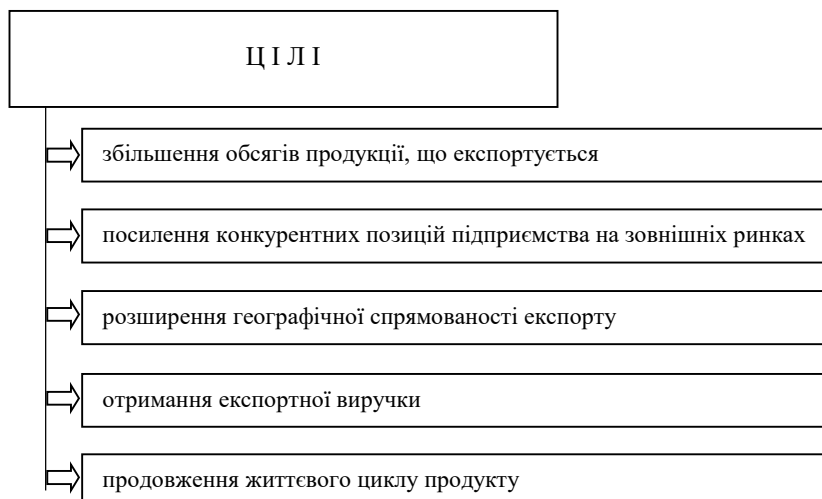 Ц І Л І
збільшення обсягів продукції, що експортується
посилення конкурентних позицій підприємства на зовнішніх ринках
розширення географічної спрямованості експорту
отримання експортної виручки
продовження життєвого циклу продукту